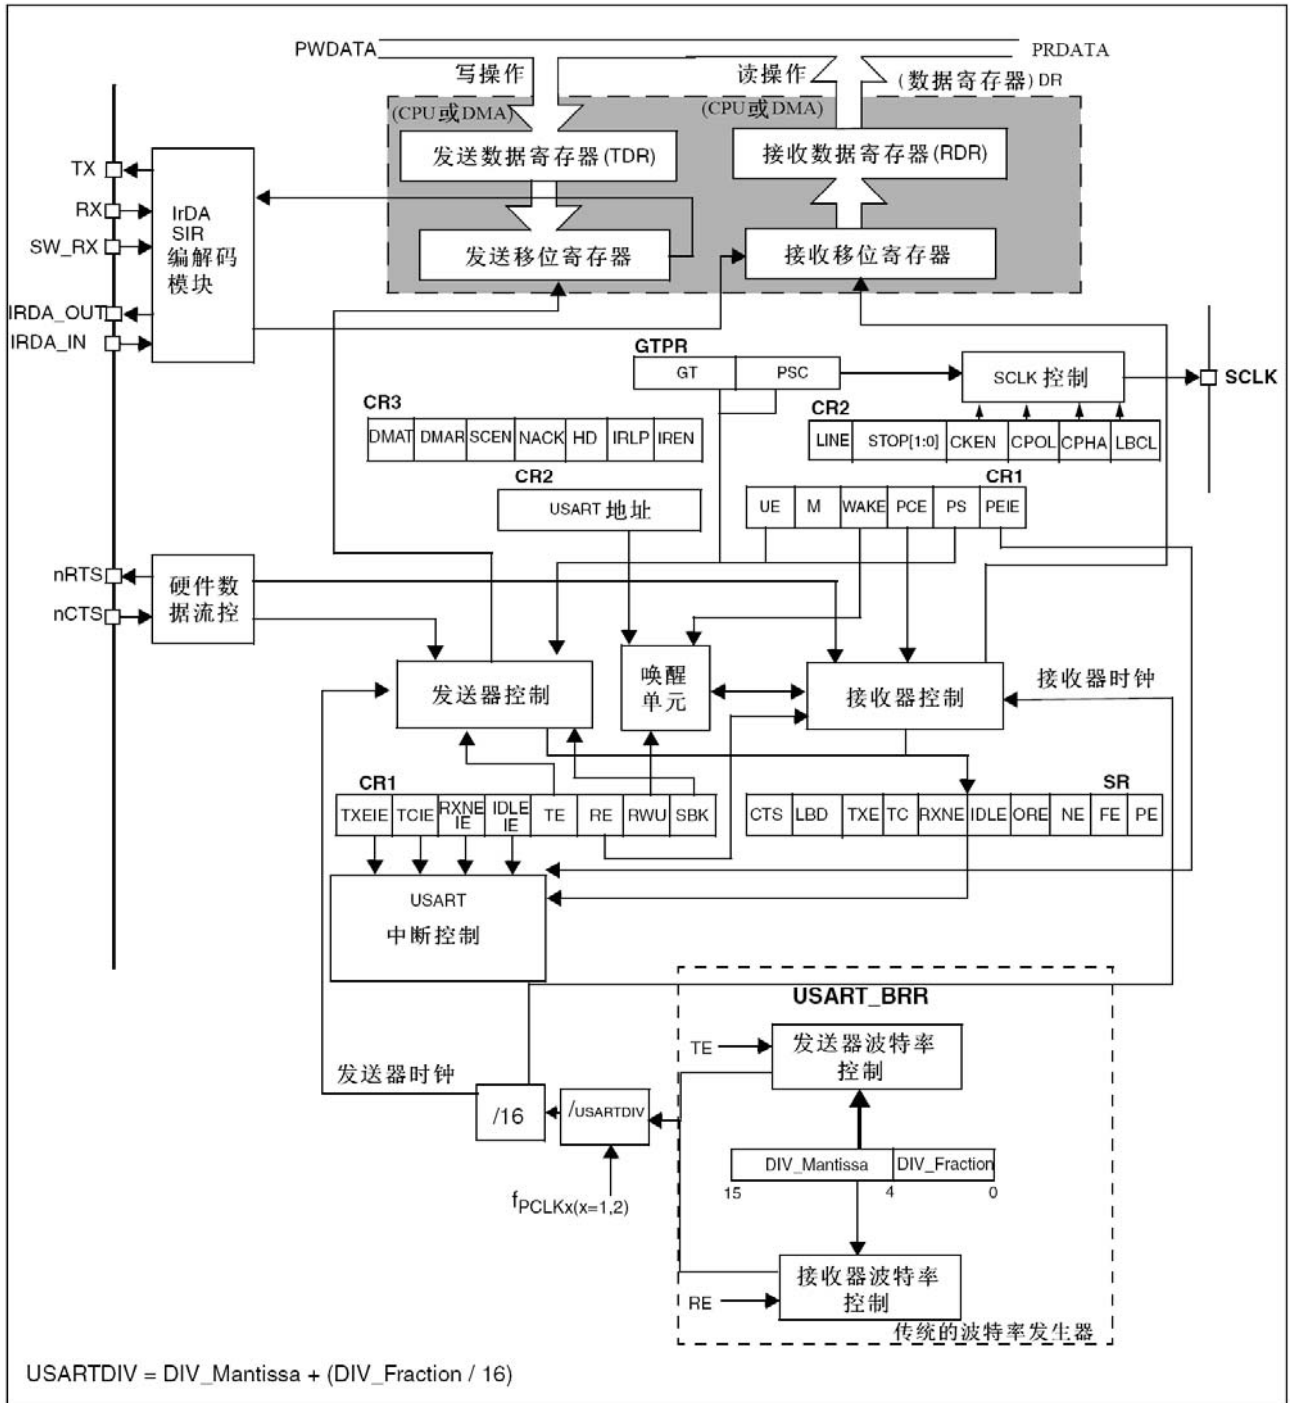 PWDATA
PRDATA
写操作
读操作
(数据寄存器) DR
(CPU或DMA)
(CPU或DMA)
发送数据寄存器(TDR)
接收数据寄存器(RDR)
TX
RX
SW_RX
IRDA_OUT
IRDA_IN
IrDA
SIR
编解码
模块
发送移位寄存器
接收移位寄存器
GTPR
GT
PSC
SCLK 控制
SCLK
CR3
DMAT
DMAR
SCEN
NACK
HD
IRLP
IREN
CR2
LINE
STOP[1:0]
CKEN
CPOL
CPHA
LBCL
CR2
USART 地址
CR1
UE
M
WAKE
PCE
PS
PEIE
nRTS
nCTS
硬件数
据流控
发送器控制
唤醒
单元
接收器控制
接收器时钟
CR1
TXEIE
TCIE
RXNE
IE
IDLE
IE
TE
RE
RWU
SBK
SR
CTS
LBD
TXE
TC
RXNE
IDLE
ORE
NE
FE
PE
USART
中断控制
USART_BRR
TE
发送器波特率
控制
发送器时钟
/16
/USARTDIV
fPCLKx(x=1,2)
DIV_Mantissa
DIV_Fraction
15
4
0
RE
接收器波特率
控制
传统的波特率发生器
USARTDIV = DIV_Mantissa + (DIV_Fraction / 16)